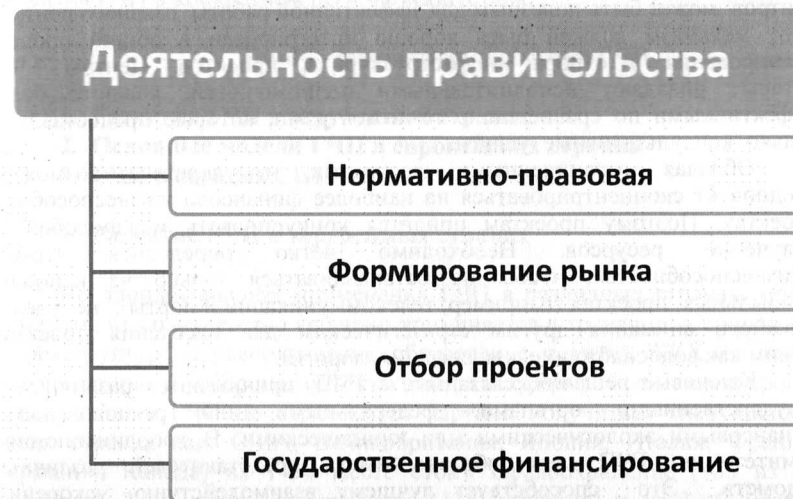 Деятельность правительства
Нормативно-правовая
Формирование рынка
Отбор проектов
Государственное финансирование